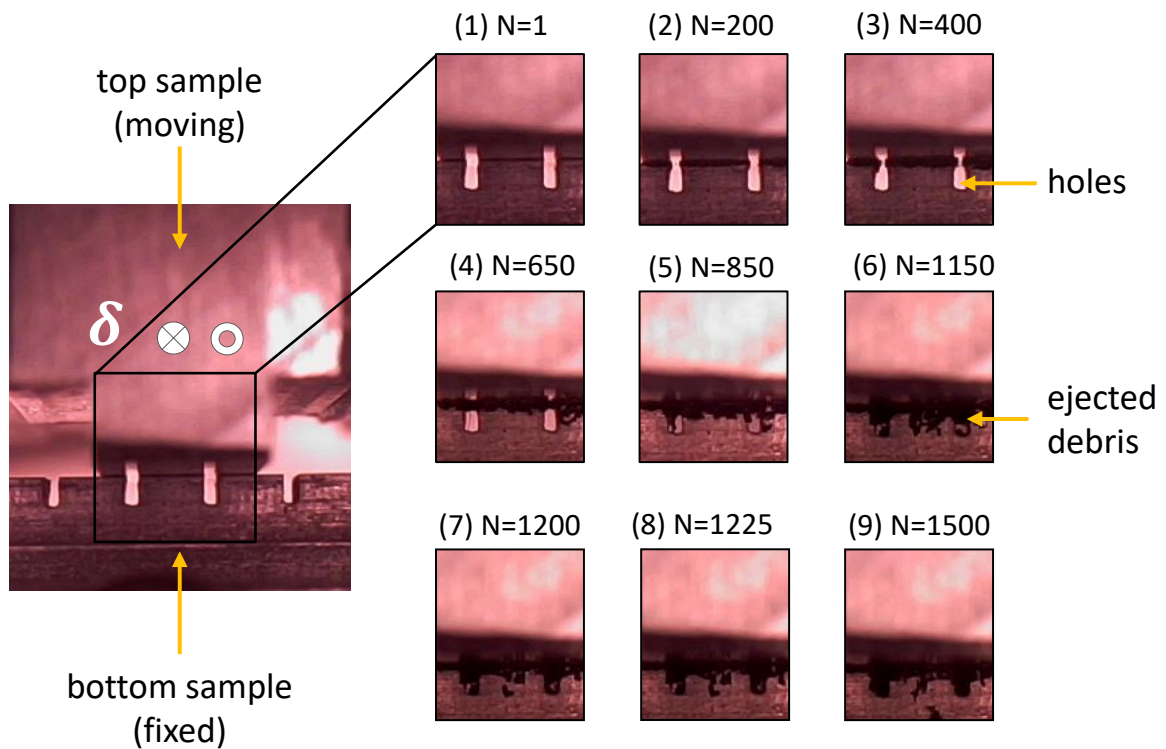 (1) N=1
(2) N=200
(3) N=400
top sample
(moving)
holes
(4) N=650
(5) N=850
(6) N=1150
δ
ejected
debris
(7) N=1200
(8) N=1225
(9) N=1500
bottom sample
(fixed)